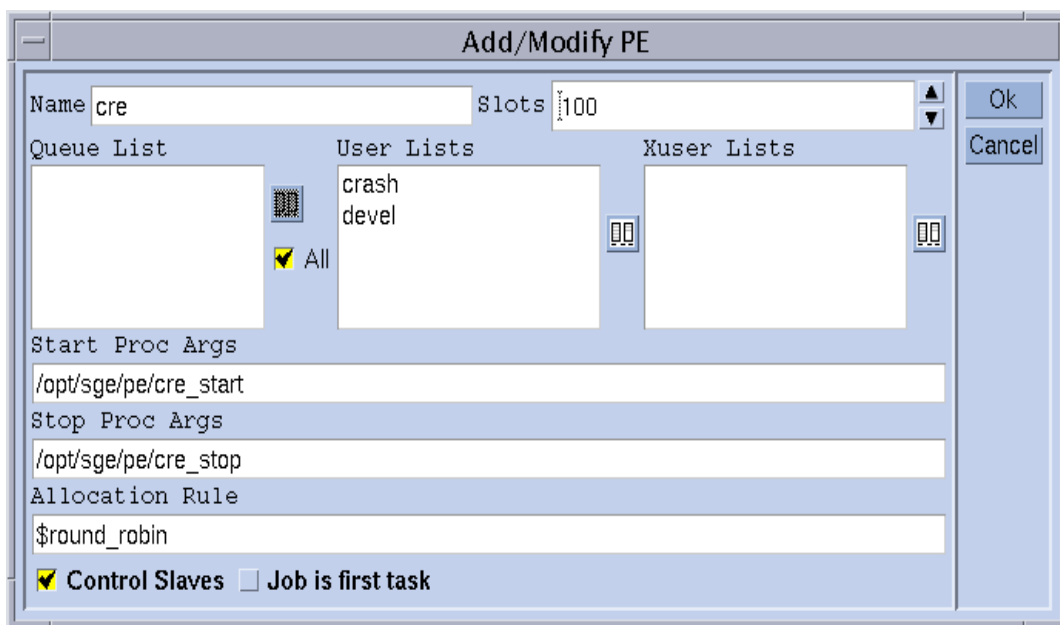 Add/Modify PE
Name cre Slots 100 Ok
Cancel
Queue List User Lists Xuser Lists
crash
devel
All
Start Proc Args
/opt/sge/pe/cre_start
Stop Proc Args
/opt/sge/pe/cre_stop
Allocation Rule
$round_robin
Control Slaves Job is first task